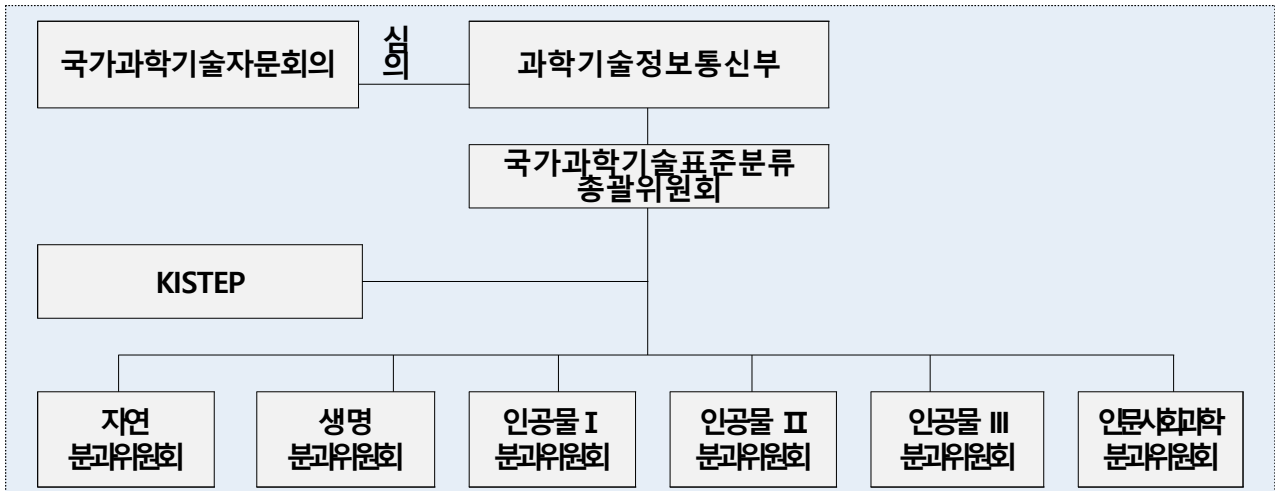 국가과학기술자문회의
심의
과학기술정보통신부
국가과학기술표준분류
총괄위원회
KISTEP
자연
분과위원회
생명
분과위원회
인공물 I
분과위원회
인공물 II
분과위원회
인공물 III
분과위원회
인문사회과학
분과위원회